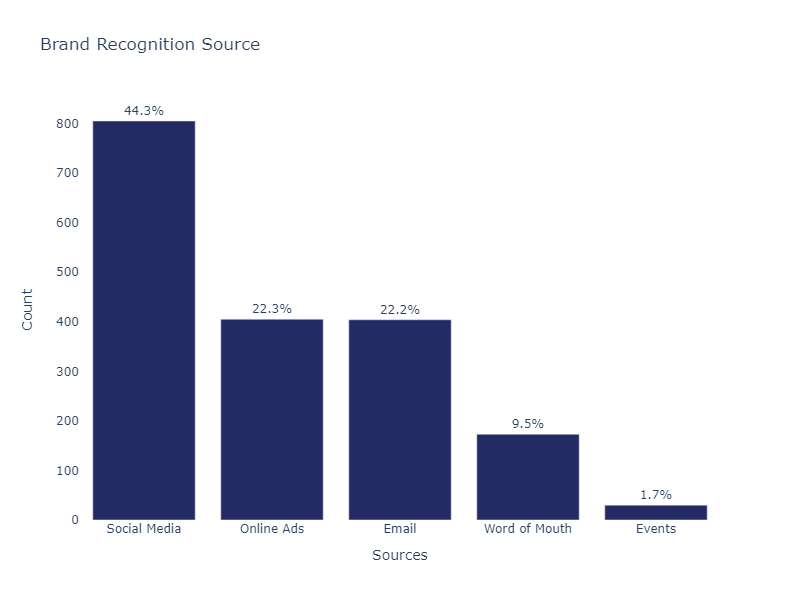 Brand Recognition Source
Count
800
700
600
500
400
300
200
100
0
44.3%
22.3%
22.2%
9.5%
1.7%
Social Media
Online Ads
Email
Word of Mouth
Events
Sources